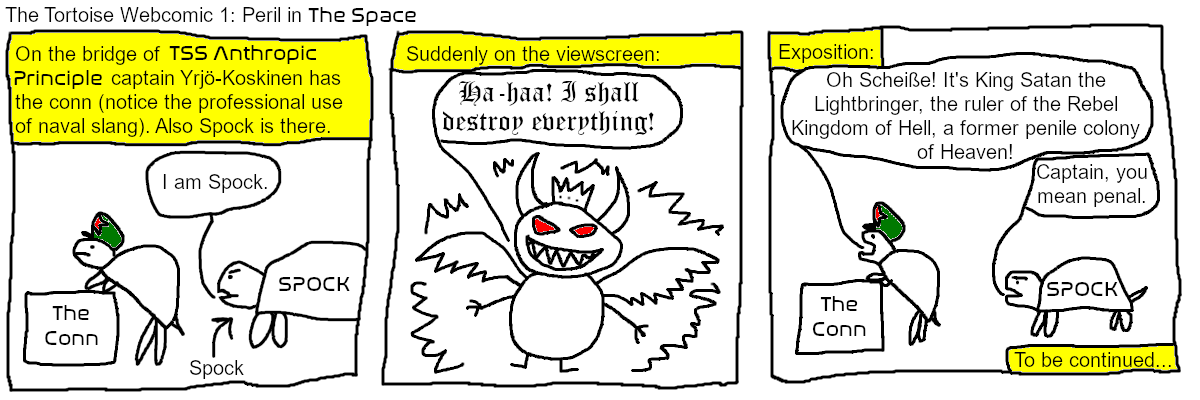 The Tortoise Webcomic 1: Peril in The Space
On the bridge of TSS Anthropic
Principle captain Yrjö-Koskinen has
the conn (notice the professional use
of naval slang). Also Spock is there.
I am Spock.
SPOCK
The
Conn
Spock
Suddenly on the viewscreen:
Ha-haa! I shall
destroy everything!
Exposition:
Oh Scheiße! It's King Satan the
Lightbringer, the ruler of the Rebel
Kingdom of Hell, a former penile colony
of Heaven!
Captain, you
mean penal.
The
Conn
SPOCK
To be continued...